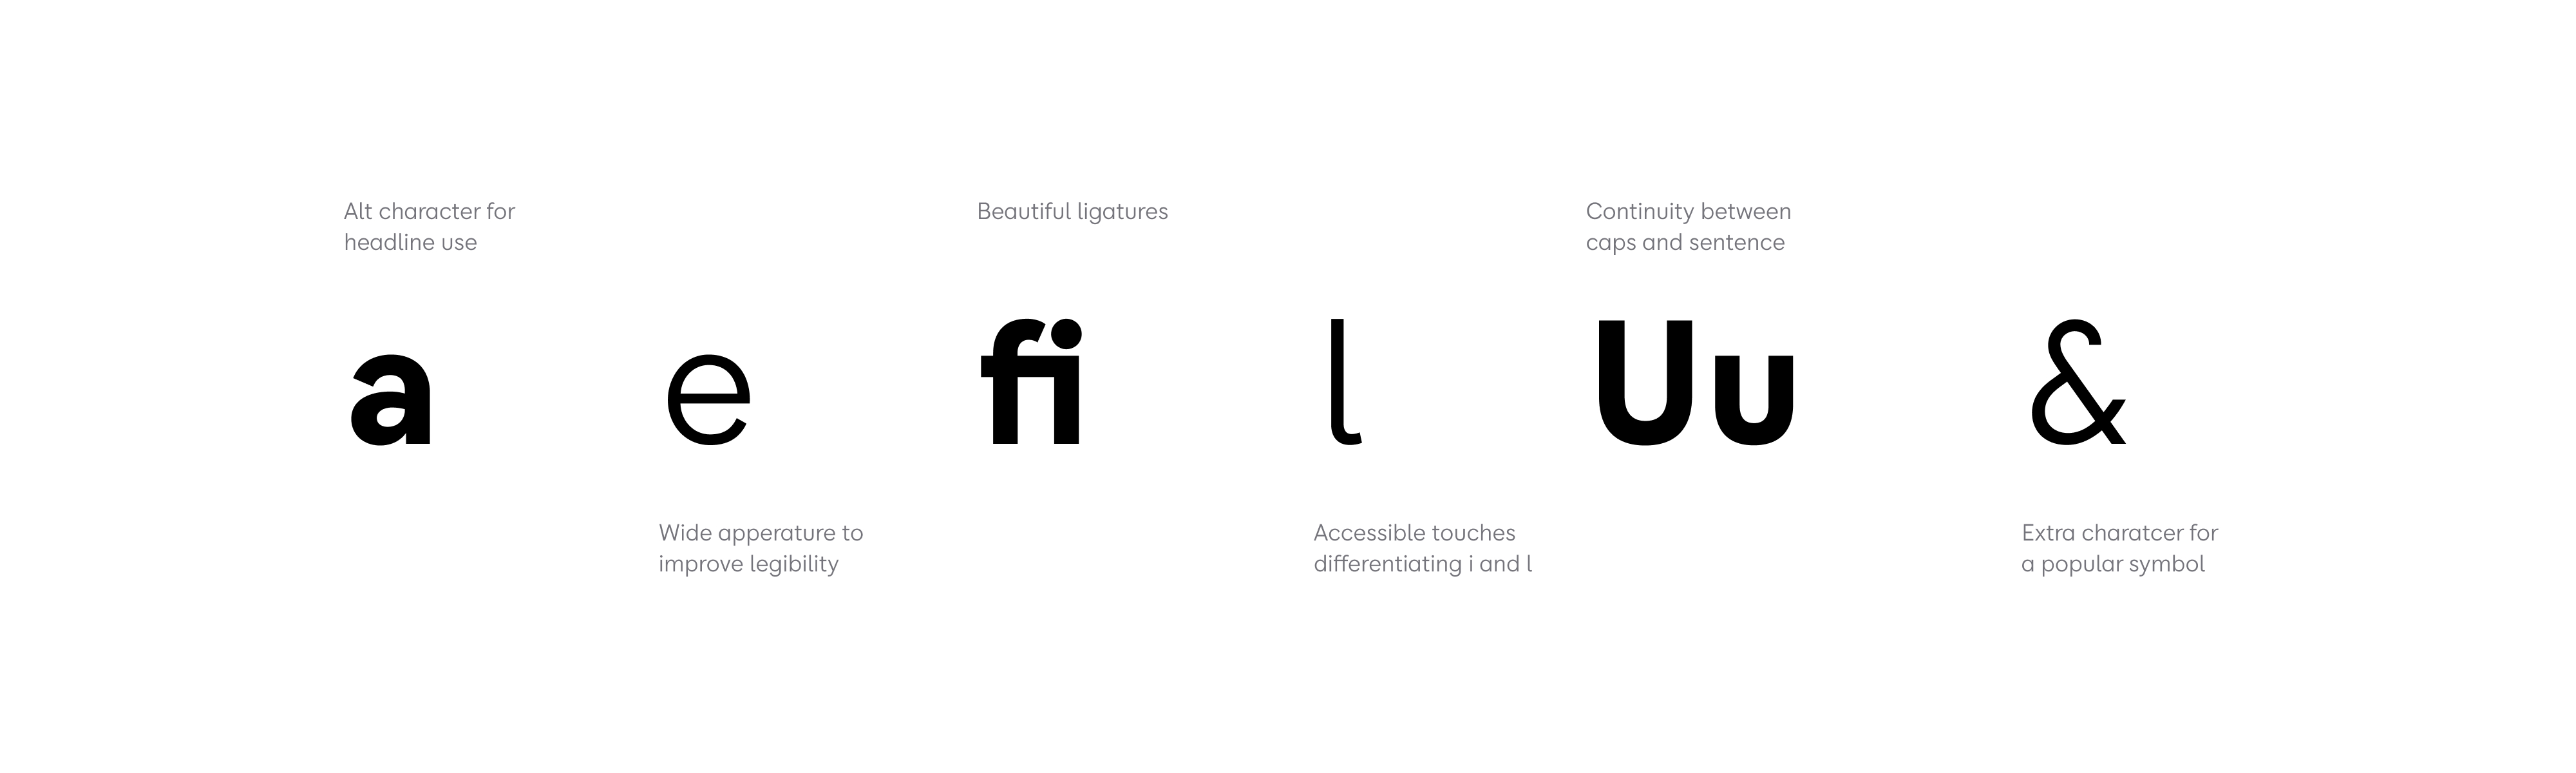 Alt character for
headline use
Beautiful ligatures
Continuity between
caps and sentence
a
e
fi
l
Uu
&
Wide apperature to
improve legibility
Accessible touches
differentiating i and l
Extra charatcer for
a popular symbol